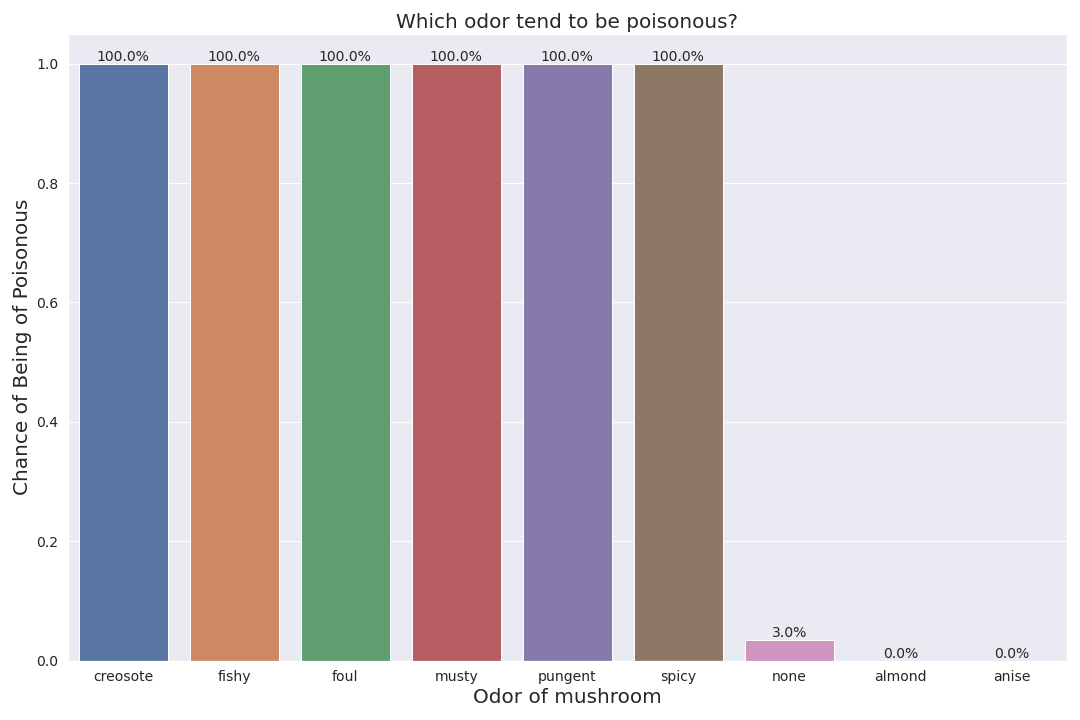 Which odor tend to be poisonous?
Chance of Being of Poisonous
1.0
0.8
0.6
0.4
0.2
0.0
100.0% 100.0% 100.0% 100.0% 100.0% 100.0% 3.0% 0.0% 0.0%
creosote fishy foul musty pungent spicy none almond anise
Odor of mushroom